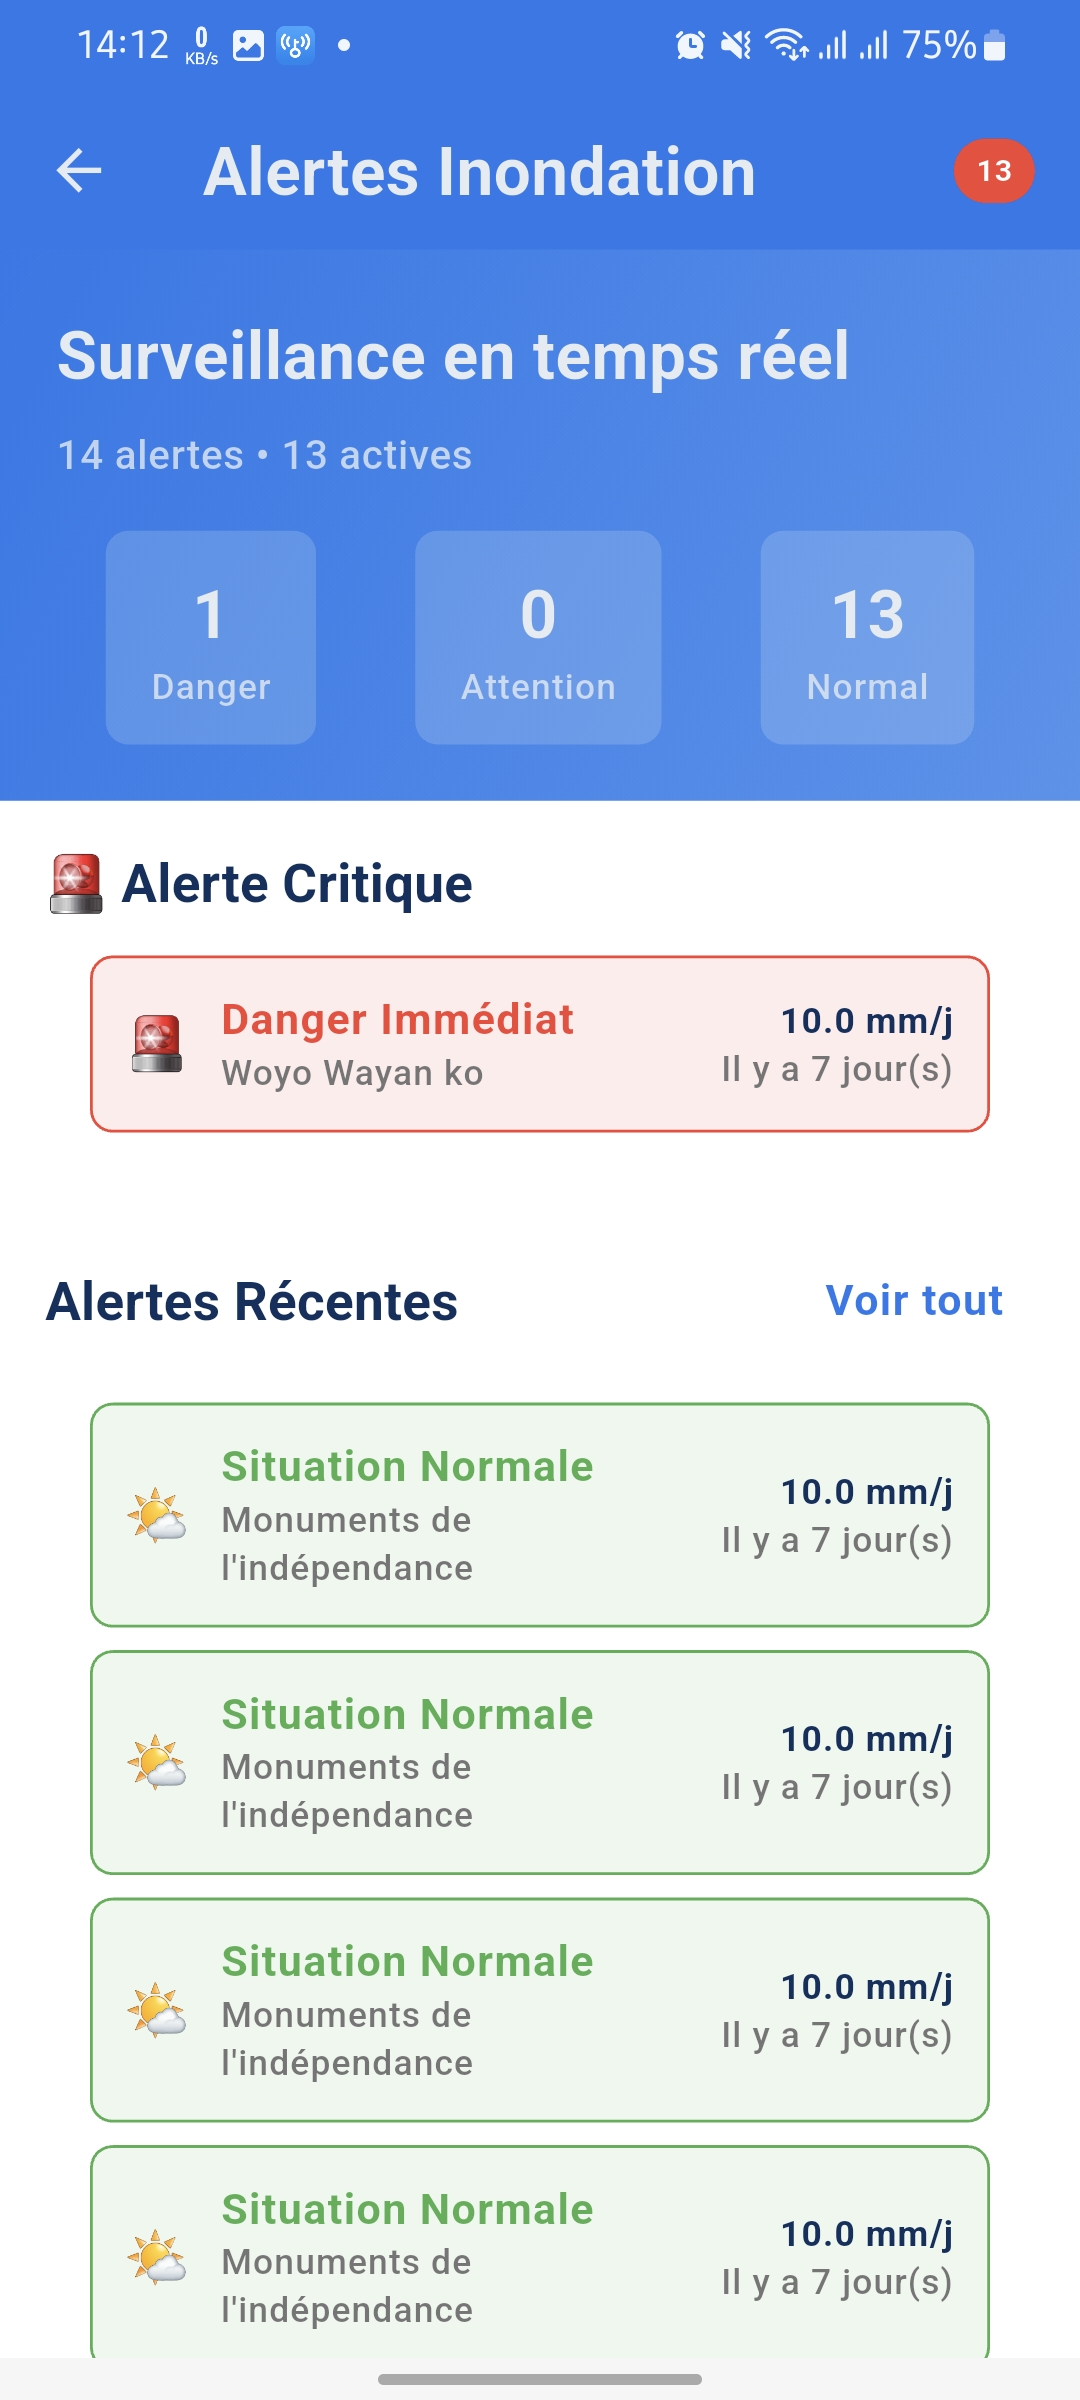 14:12 0 KB/s 75%
Alertes Inondation 13
Surveillance en temps réel
14 alertes • 13 actives
1 0 13
Danger Attention Normal
Alerte Critique
Danger Immédiat 10.0 mm/j
Woyo Wayan ko Il y a 7 jour(s)
Alertes Récentes Voir tout
Situation Normale
10.0 mm/j
Monuments de
l'indépendance
Il y a 7 jour(s)
Situation Normale
10.0 mm/j
Monuments de
l'indépendance
Il y a 7 jour(s)
Situation Normale
10.0 mm/j
Monuments de
l'indépendance
Il y a 7 jour(s)
Situation Normale
10.0 mm/j
Monuments de
l'indépendance
Il y a 7 jour(s)